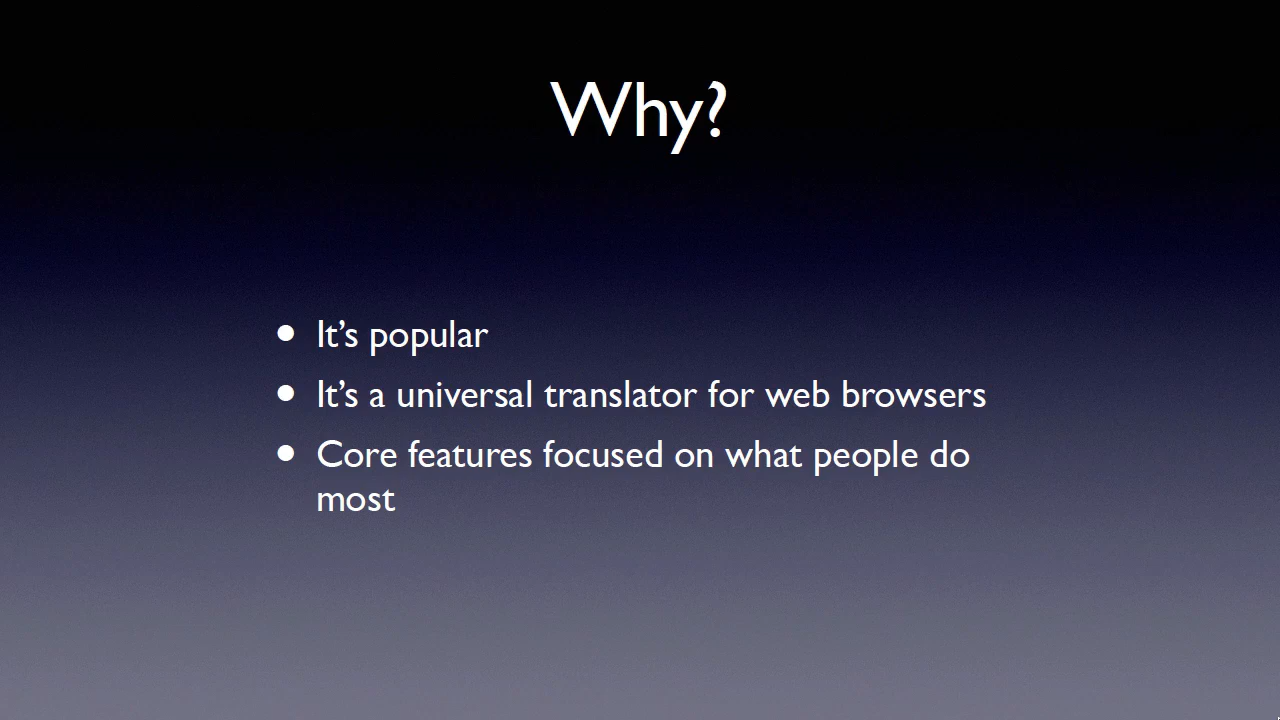 Why?
• It’s popular
• It’s a universal translator for web browsers
• Core features focused on what people do
most